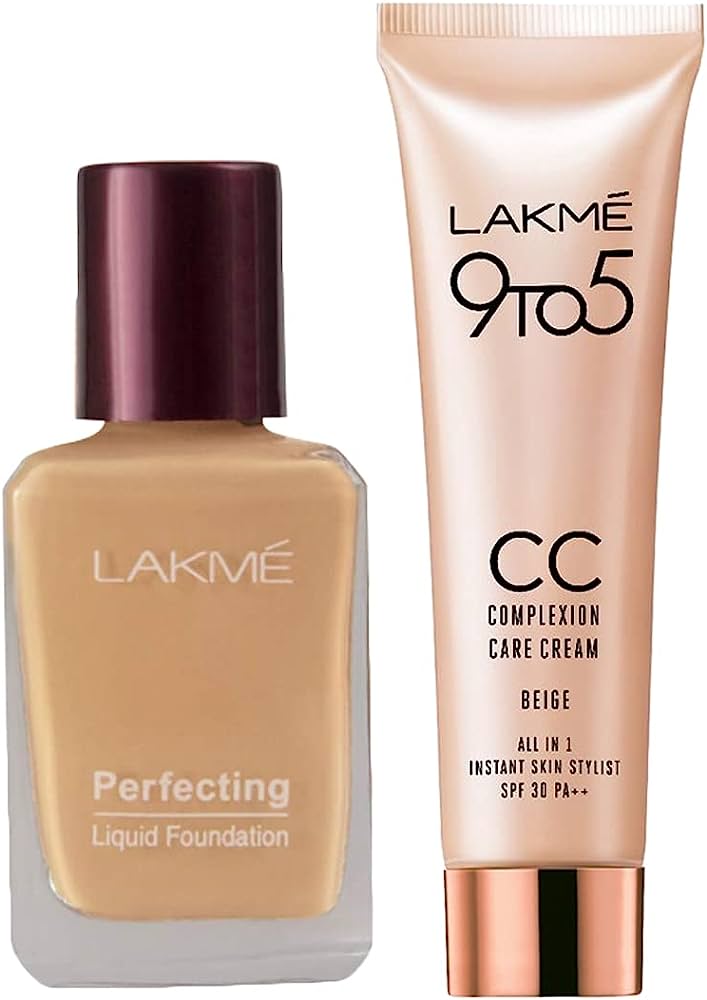 LAKMÉ
Perfecting
Liquid Foundation
LAKMÉ
9TO5
CC
COMPLEXION
CARE CREAM
BEIGE
ALL IN 1
INSTANT SKIN STYLIST
SPF 30 PA++